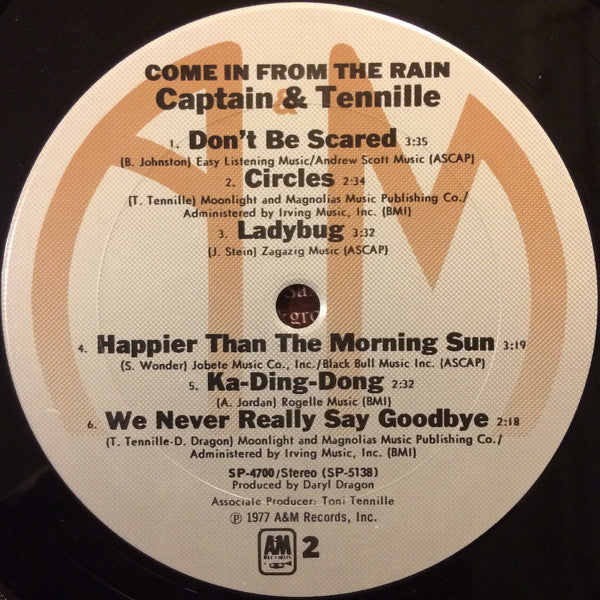 COME IN FROM THE RAIN
Captain & Tennille
1. Don't Be Scared 3:35
(B. Johnston) Easy Listening Music/Andrew Scott Music (ASCAP)
2. Circles 2:34
(T. Tennille) Moonlight and Magnolias Music Publishing Co./
Administered by Irving Music, Inc. (BMI)
3. Ladybug 3:32
(J. Stein) Zagazig Music (ASCAP)
4. Happier Than The Morning Sun 3:19
(S. Wonder) Jobete Music Co., Inc./Black Bull Music Inc. (ASCAP)
5. Ka-Ding-Dong 2:32
(A. Jordan) Rogelle Music (BMI)
6. We Never Really Say Goodbye 2:18
(T. Tennille-D. Dragon) Moonlight and Magnolias Music Publishing Co./
Administered by Irving Music, Inc. (BMI)
SP-4700/Stereo (SP-5138)
Produced by Daryl Dragon
Associate Producer: Toni Tennille
℗ 1977 A&M Records, Inc.
A&M RECORDS 2